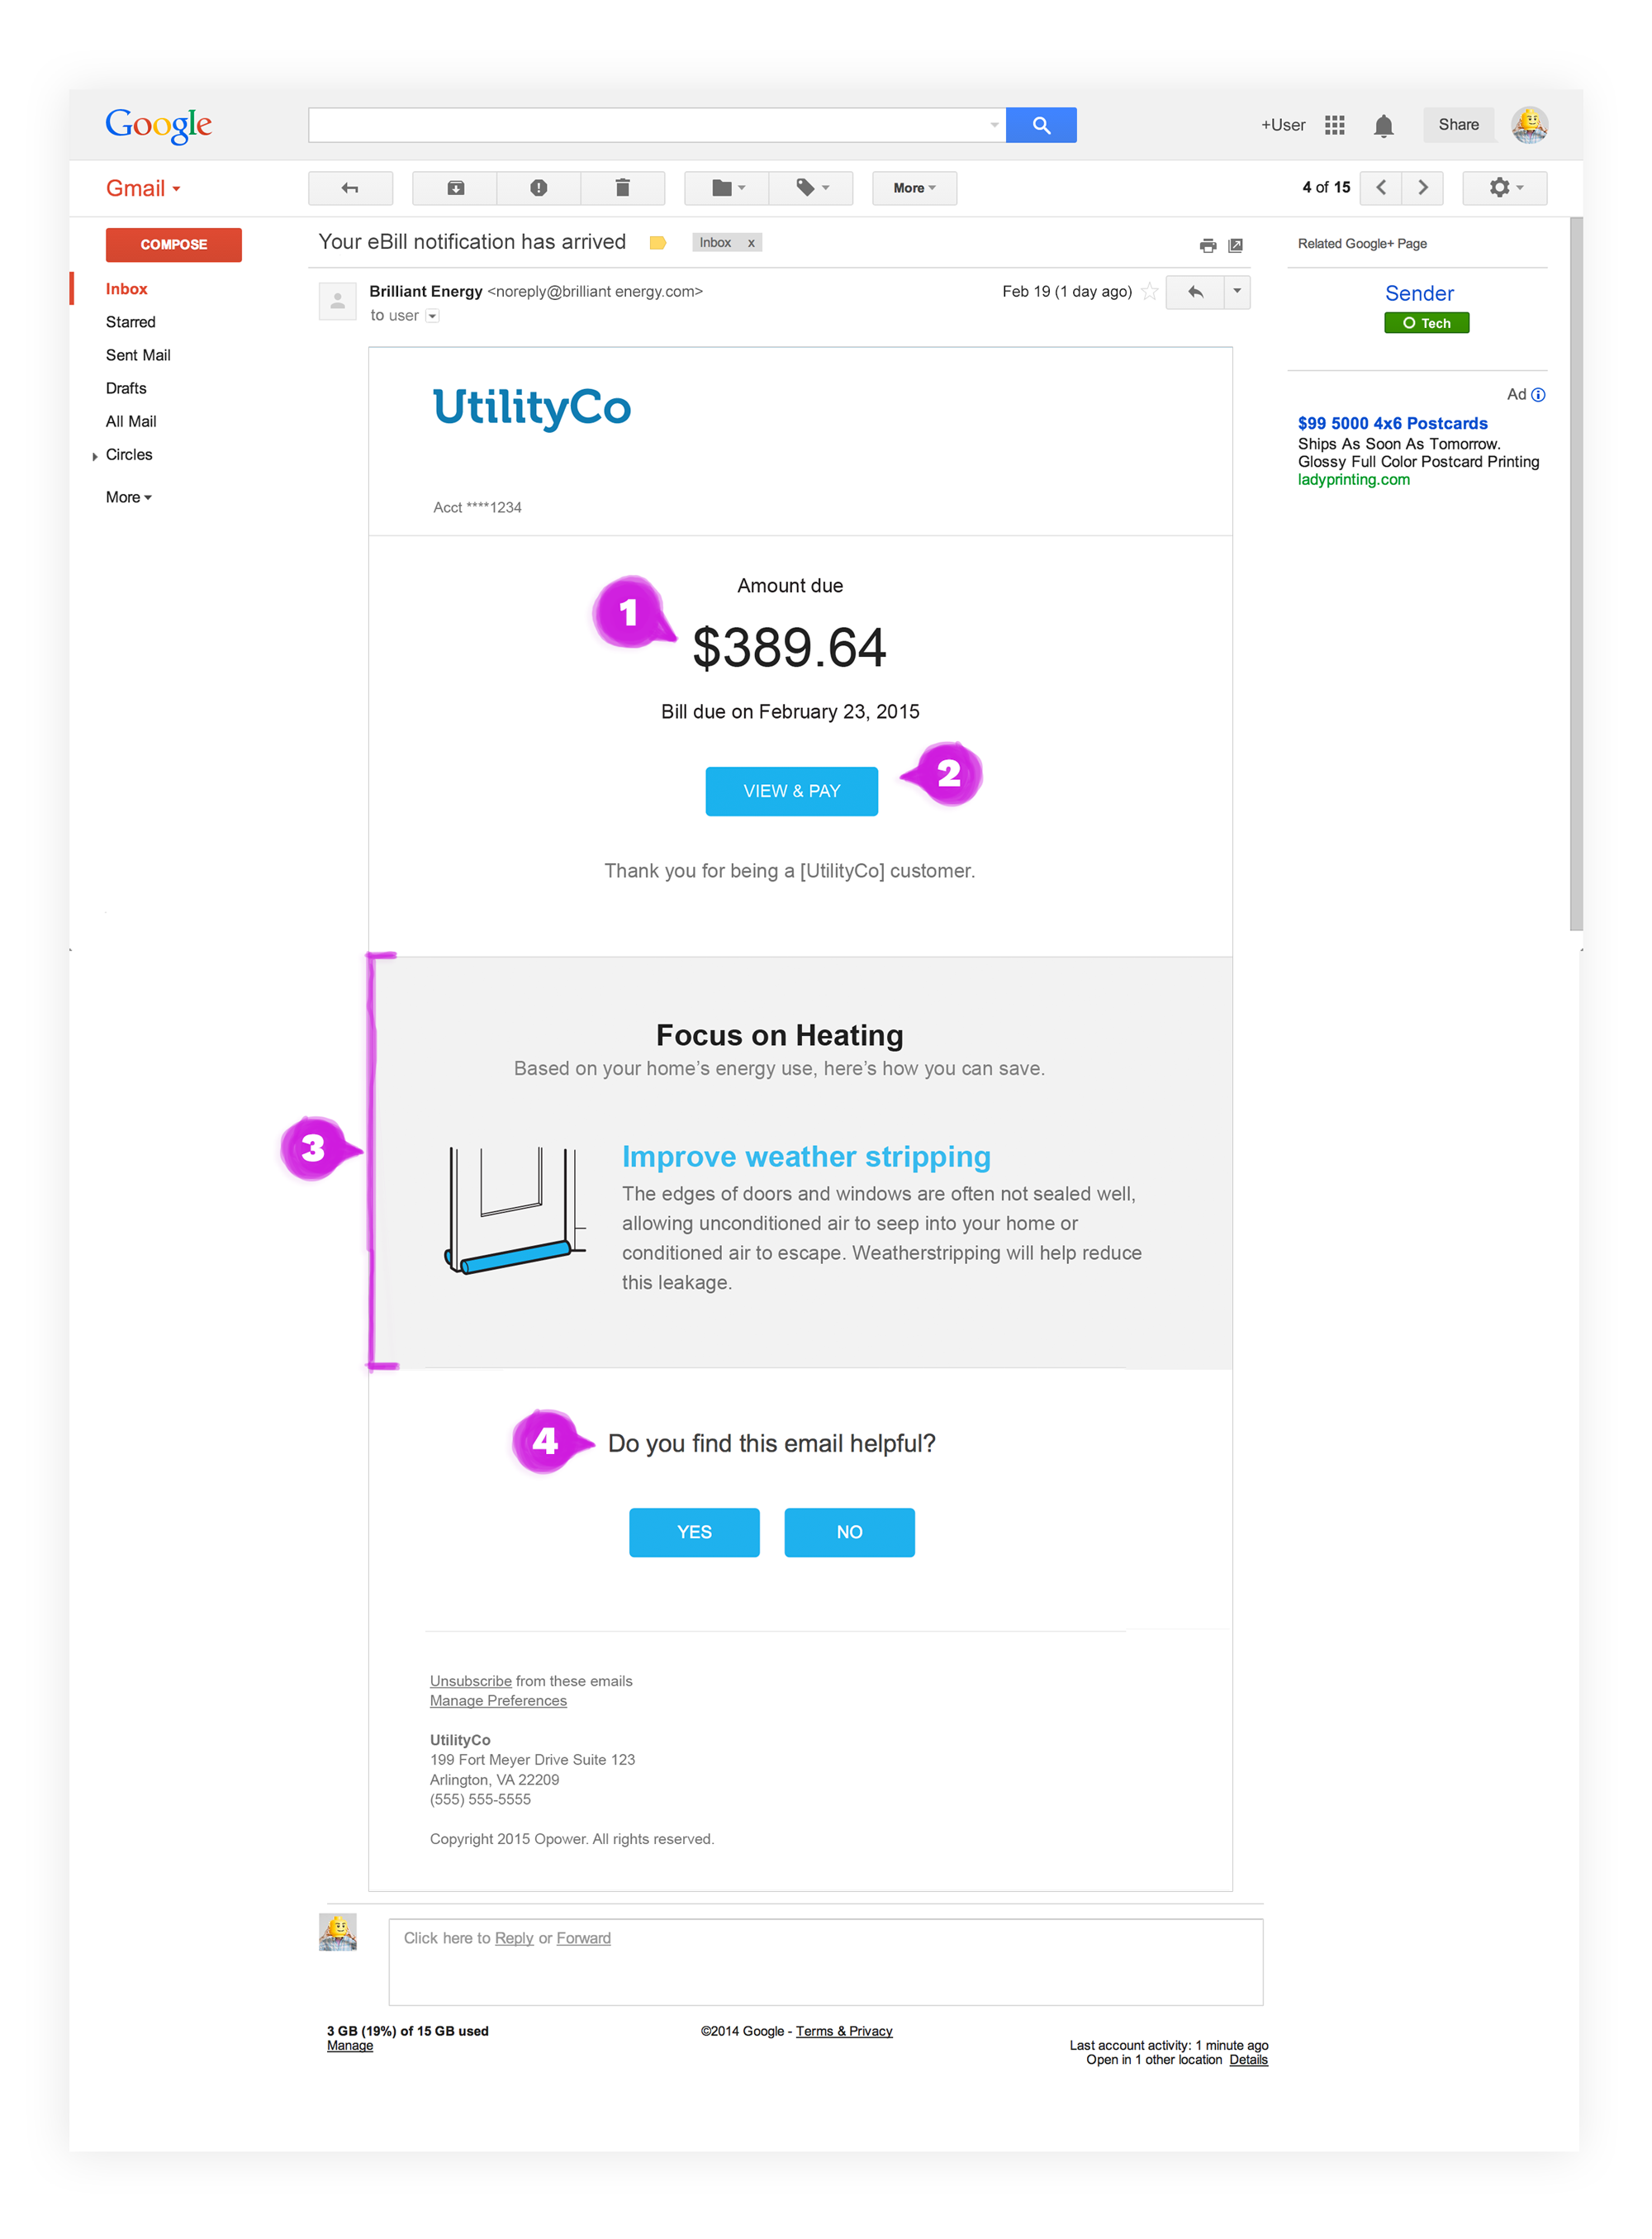 Google
+User
Share
Gmail
More
4 of 15
COMPOSE
Inbox
Starred
Sent Mail
Drafts
All Mail
Circles
More
Your eBill notification has arrived
Inbox x
Brilliant Energy <noreply@brilliant energy.com>
Feb 19 (1 day ago)
to user
Related Google+ Page
Sender
Tech
Ad
$99 5000 4x6 Postcards
Ships As Soon As Tomorrow.
Glossy Full Color Postcard Printing
ladyprinting.com
UtilityCo
Acct ****1234
Amount due
1
$389.64
Bill due on February 23, 2015
2
VIEW & PAY
Thank you for being a [UtilityCo] customer.
3
Focus on Heating
Based on your home’s energy use, here’s how you can save.
Improve weather stripping
The edges of doors and windows are often not sealed well,
allowing unconditioned air to seep into your home or
conditioned air to escape. Weatherstripping will help reduce
this leakage.
4
Do you find this email helpful?
YES
NO
Unsubscribe from these emails
Manage Preferences
UtilityCo
199 Fort Meyer Drive Suite 123
Arlington, VA 22209
(555) 555-5555
Copyright 2015 Opower. All rights reserved.
Click here to Reply or Forward
3 GB (19%) of 15 GB used
Manage
©2014 Google - Terms & Privacy
Last account activity: 1 minute ago
Open in 1 other location Details